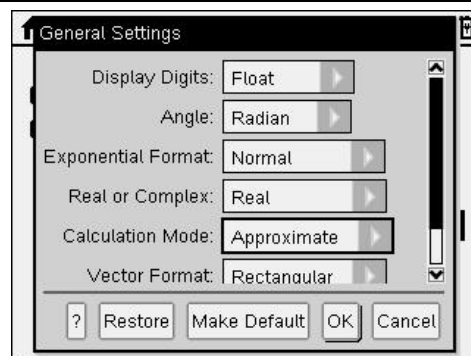 General Settings
Display Digits: Float
Angle: Radian
Exponential Format: Normal
Real or Complex: Real
Calculation Mode: Approximate
Vector Format: Rectangular
? Restore Make Default OK Cancel